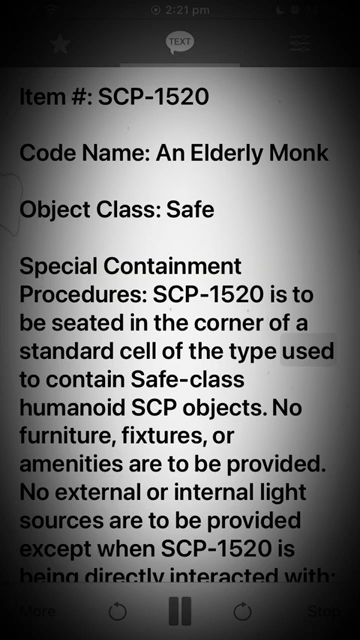 2:21 pm
TEXT
Item #: SCP-1520
Code Name: An Elderly Monk
Object Class: Safe
Special Containment
Procedures: SCP-1520 is to
be seated in the corner of a
standard cell of the type used
to contain Safe-class
humanoid SCP objects. No
furniture, fixtures, or
amenities are to be provided.
No external or internal light
sources are to be provided
except when SCP-1520 is
being directly interacted with;
More
Stop